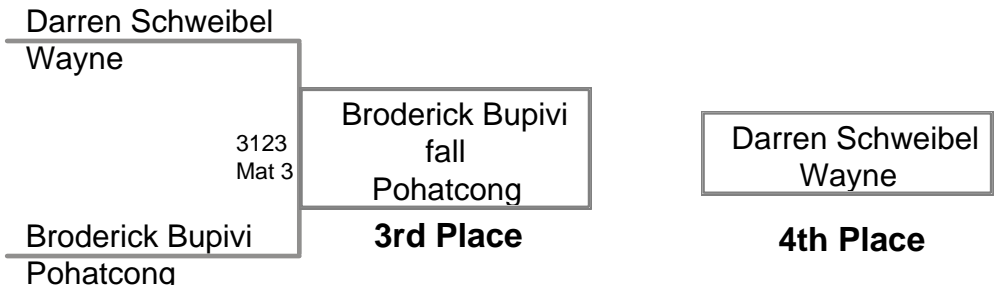 Darren Schweibel
Wayne
3123
Mat 3
Broderick Bupivi
Pohatcong
Broderick Bupivi
fall
Pohatcong
3rd Place
Darren Schweibel
Wayne
4th Place